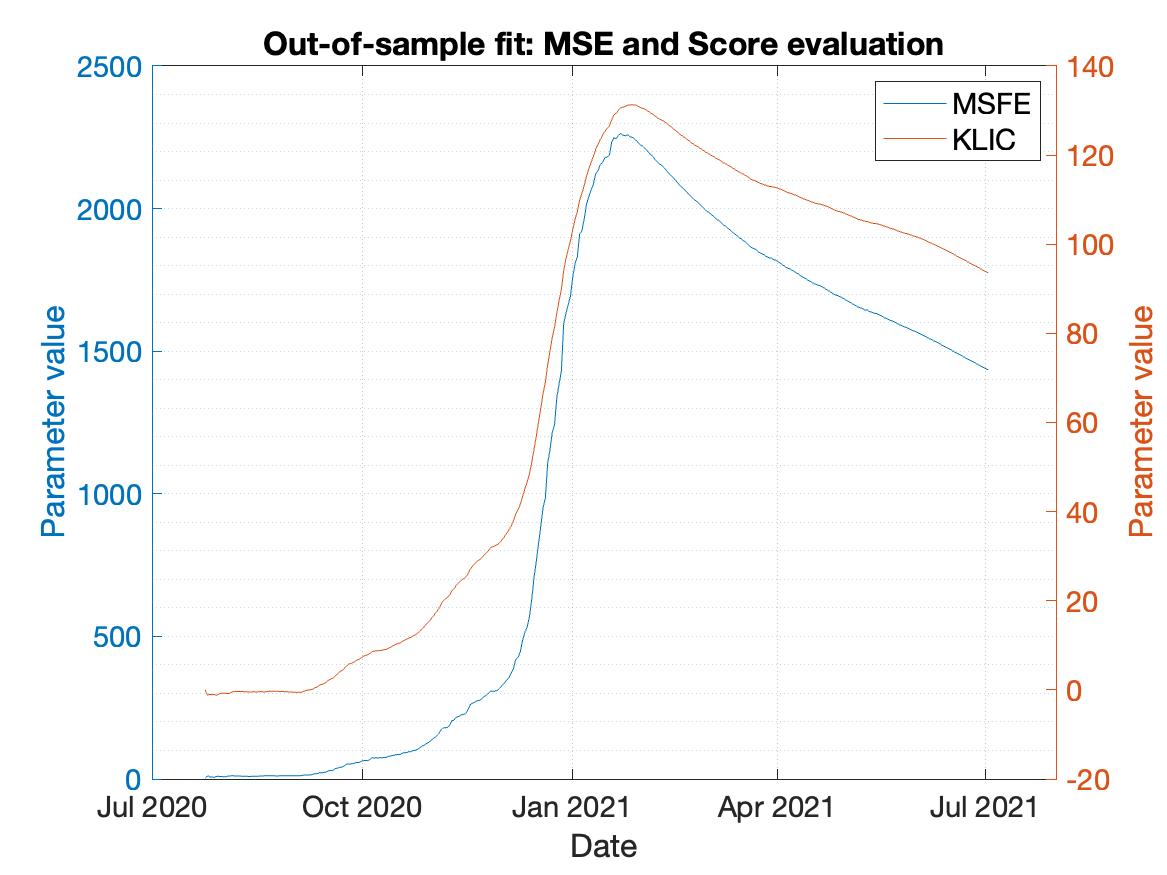 Out-of-sample fit: MSE and Score evaluation
2500
2000
1500
1000
500
0
Parameter value
140
120
100
80
60
40
20
0
-20
Parameter value
MSFE
KLIC
Jul 2020
Oct 2020
Jan 2021
Apr 2021
Jul 2021
Date